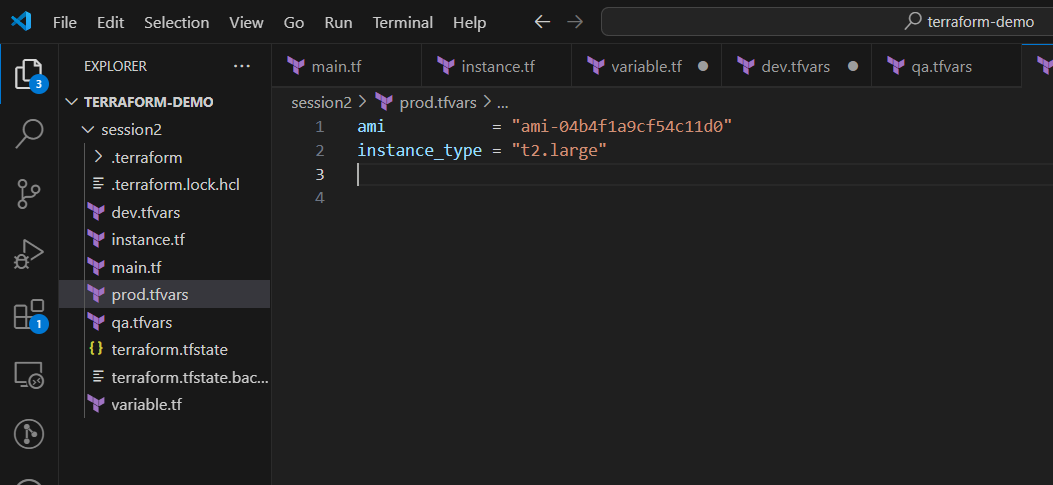 File Edit Selection View Go Run Terminal Help
terraform-demo
EXPLORER
main.tf
instance.tf
variable.tf
dev.tfvars
qa.tfvars
TERRAFORM-DEMO
session2
.terraform
.terraform.lock.hcl
dev.tfvars
instance.tf
main.tf
prod.tfvars
qa.tfvars
terraform.tfstate
terraform.tfstate.bac...
variable.tf
3
1
session2 > prod.tfvars > ...
1 ami = "ami-04b4f1a9cf54c11d0"
2 instance_type = "t2.large"
3
4